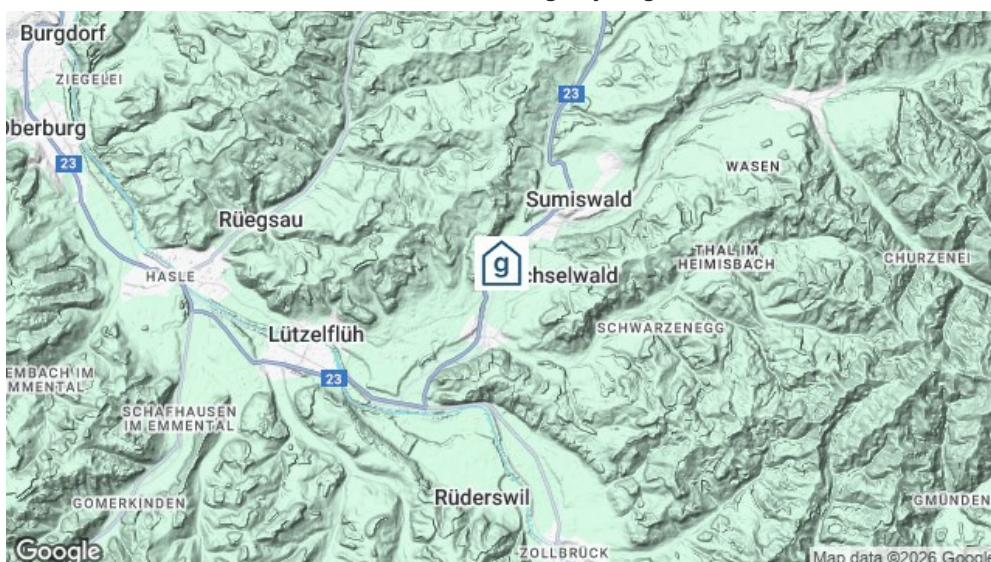 Burgdorf
ZIEGELEI
23
Oberburg
23
WASEN
Sumiswald
Rüegsau
THAL IM
HEIMISBACH
CHURZENEI
HASLE
g
chselwald
SCHWARZENEGG
Lützelflüh
23
EMBACH IM
MMENTAL
SCHAFHAUSEN
IM EMMENTAL
Rüderswil
GOMERKINDEN
GMÜNDEN
ZOLLBRÜCK
Google
Map data ©2026 Google